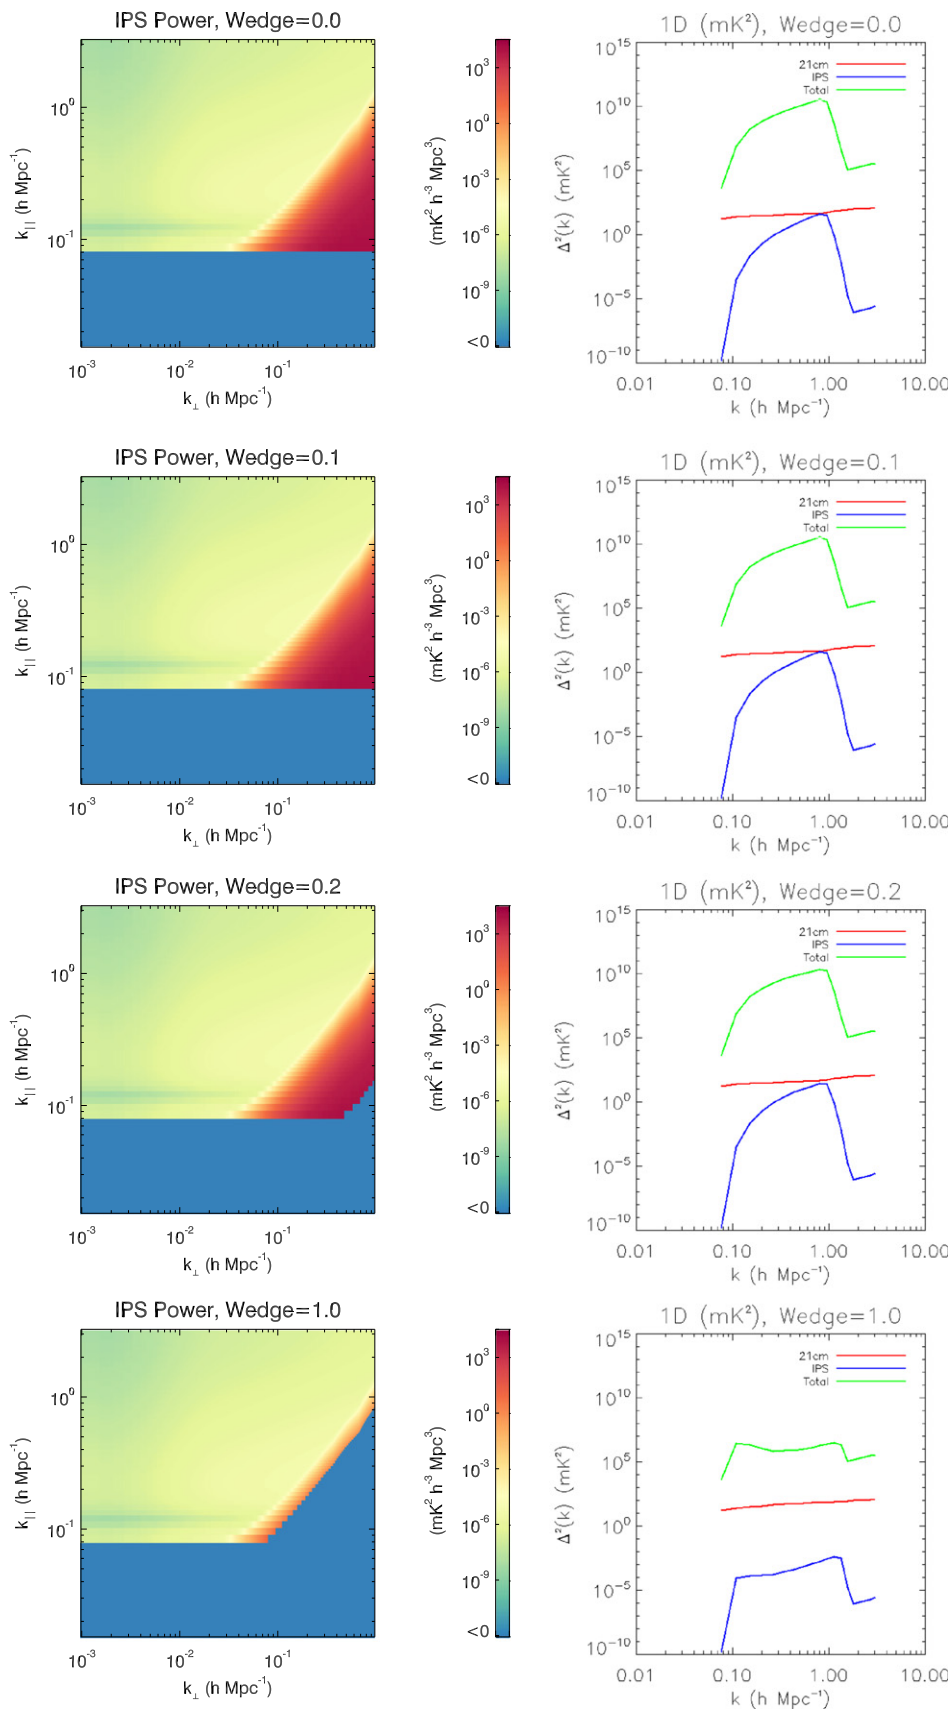 IPS Power, Wedge=0.0
1D (mK²), Wedge=0.0
k_|| (h Mpc⁻¹)
10⁰
10⁻¹
10⁻³
10⁻²
10⁻¹
k_⊥ (h Mpc⁻¹)
(mK² h⁻³ Mpc³)
10³
10⁰
10⁻³
10⁻⁶
10⁻⁹
<0
Δ²(k) (mK²)
10¹⁵
10¹⁰
10⁵
10⁰
10⁻⁵
10⁻¹⁰
21cm
IPS
Total
0.01
0.10
1.00
10.00
k (h Mpc⁻¹)
IPS Power, Wedge=0.1
1D (mK²), Wedge=0.1
k_|| (h Mpc⁻¹)
10⁰
10⁻¹
10⁻³
10⁻²
10⁻¹
k_⊥ (h Mpc⁻¹)
(mK² h⁻³ Mpc³)
10³
10⁰
10⁻³
10⁻⁶
10⁻⁹
<0
Δ²(k) (mK²)
10¹⁵
10¹⁰
10⁵
10⁰
10⁻⁵
10⁻¹⁰
21cm
IPS
Total
0.01
0.10
1.00
10.00
k (h Mpc⁻¹)
IPS Power, Wedge=0.2
1D (mK²), Wedge=0.2
k_|| (h Mpc⁻¹)
10⁰
10⁻¹
10⁻³
10⁻²
10⁻¹
k_⊥ (h Mpc⁻¹)
(mK² h⁻³ Mpc³)
10³
10⁰
10⁻³
10⁻⁶
10⁻⁹
<0
Δ²(k) (mK²)
10¹⁵
10¹⁰
10⁵
10⁰
10⁻⁵
10⁻¹⁰
21cm
IPS
Total
0.01
0.10
1.00
10.00
k (h Mpc⁻¹)
IPS Power, Wedge=1.0
1D (mK²), Wedge=1.0
k_|| (h Mpc⁻¹)
10⁰
10⁻¹
10⁻³
10⁻²
10⁻¹
k_⊥ (h Mpc⁻¹)
(mK² h⁻³ Mpc³)
10³
10⁰
10⁻³
10⁻⁶
10⁻⁹
<0
Δ²(k) (mK²)
10¹⁵
10¹⁰
10⁵
10⁰
10⁻⁵
10⁻¹⁰
21cm
IPS
Total
0.01
0.10
1.00
10.00
k (h Mpc⁻¹)